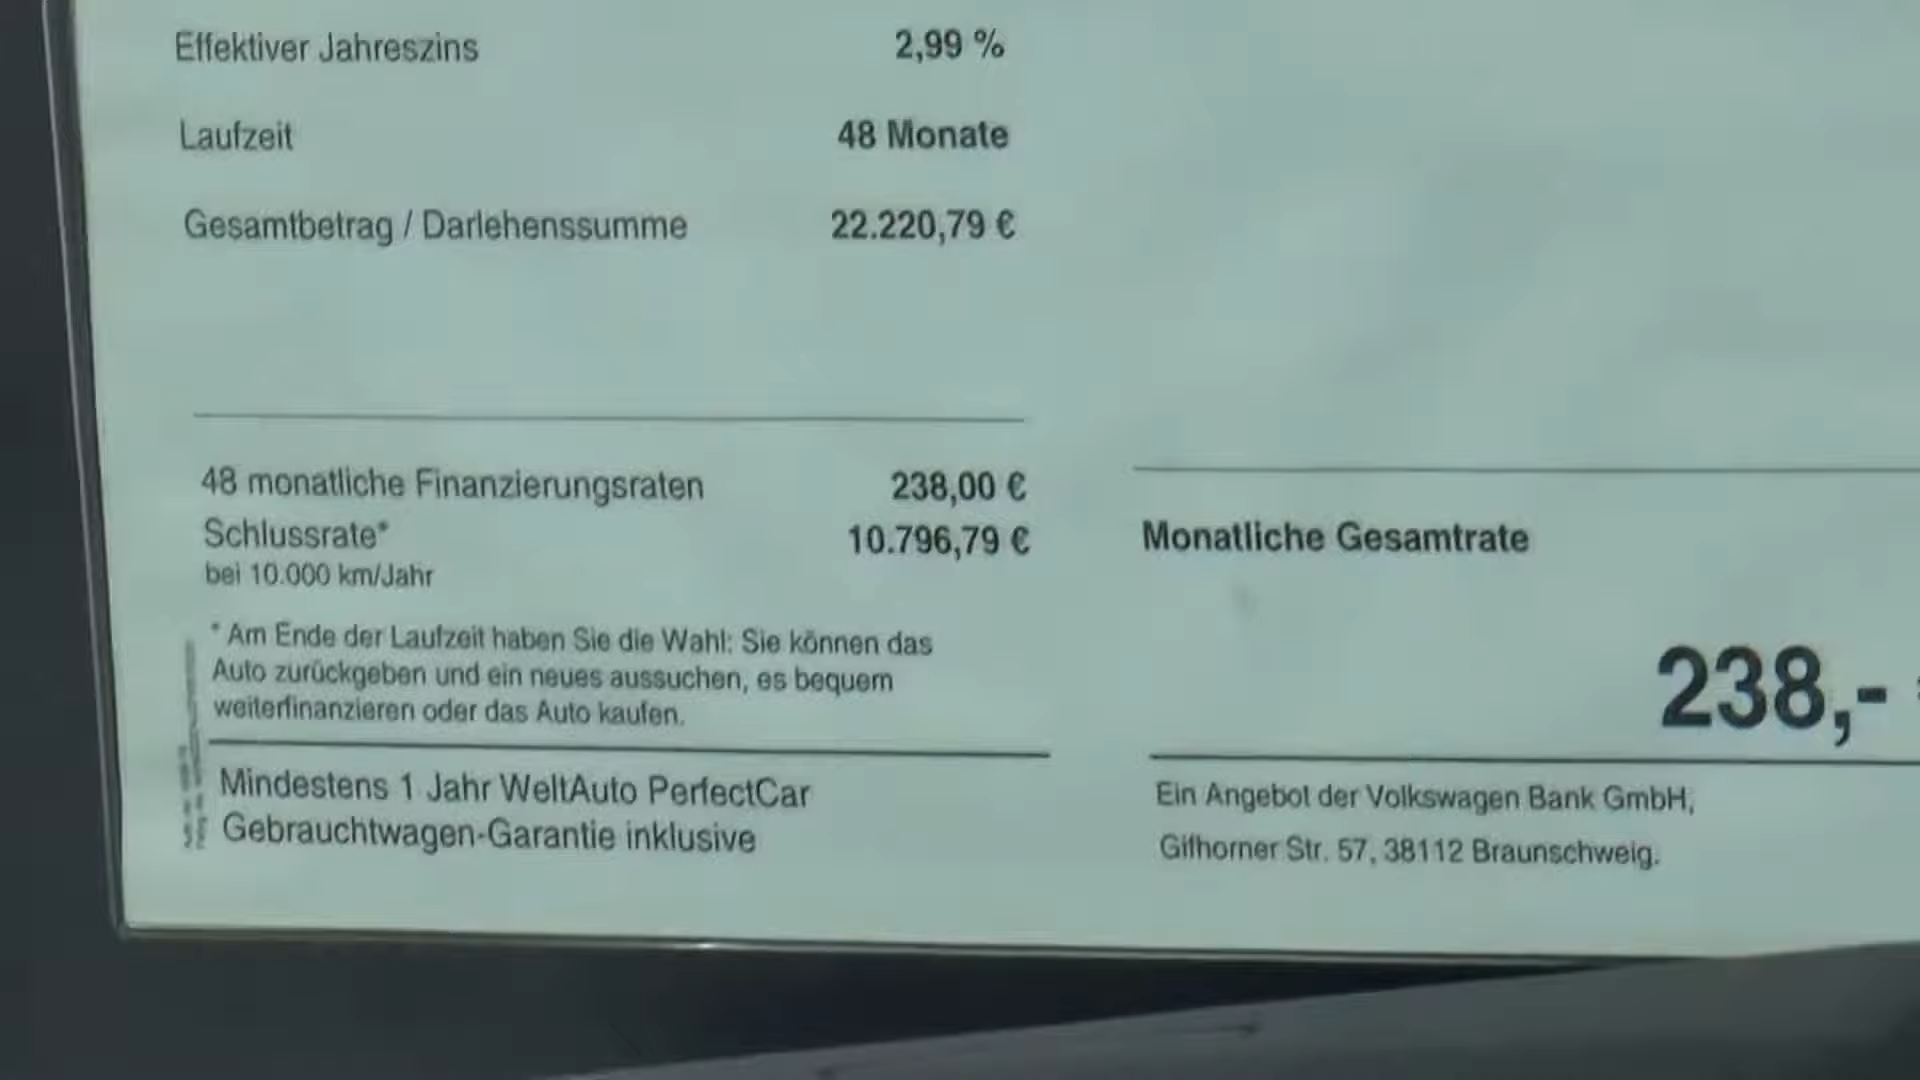 Effektiver Jahreszins 2,99 %
Laufzeit 48 Monate
Gesamtbetrag / Darlehenssumme 22.220,79 €
48 monatliche Finanzierungsraten 238,00 €
Schlussrate* 10.796,79 €
bei 10.000 km/Jahr
* Am Ende der Laufzeit haben Sie die Wahl: Sie können das
Auto zurückgeben und ein neues aussuchen, es bequem
weiterfinanzieren oder das Auto kaufen.
Mindestens 1 Jahr WeltAuto PerfectCar
Gebrauchtwagen-Garantie inklusive
Monatliche Gesamtrate
238,-
Ein Angebot der Volkswagen Bank GmbH,
Gifhorner Str. 57, 38112 Braunschweig.